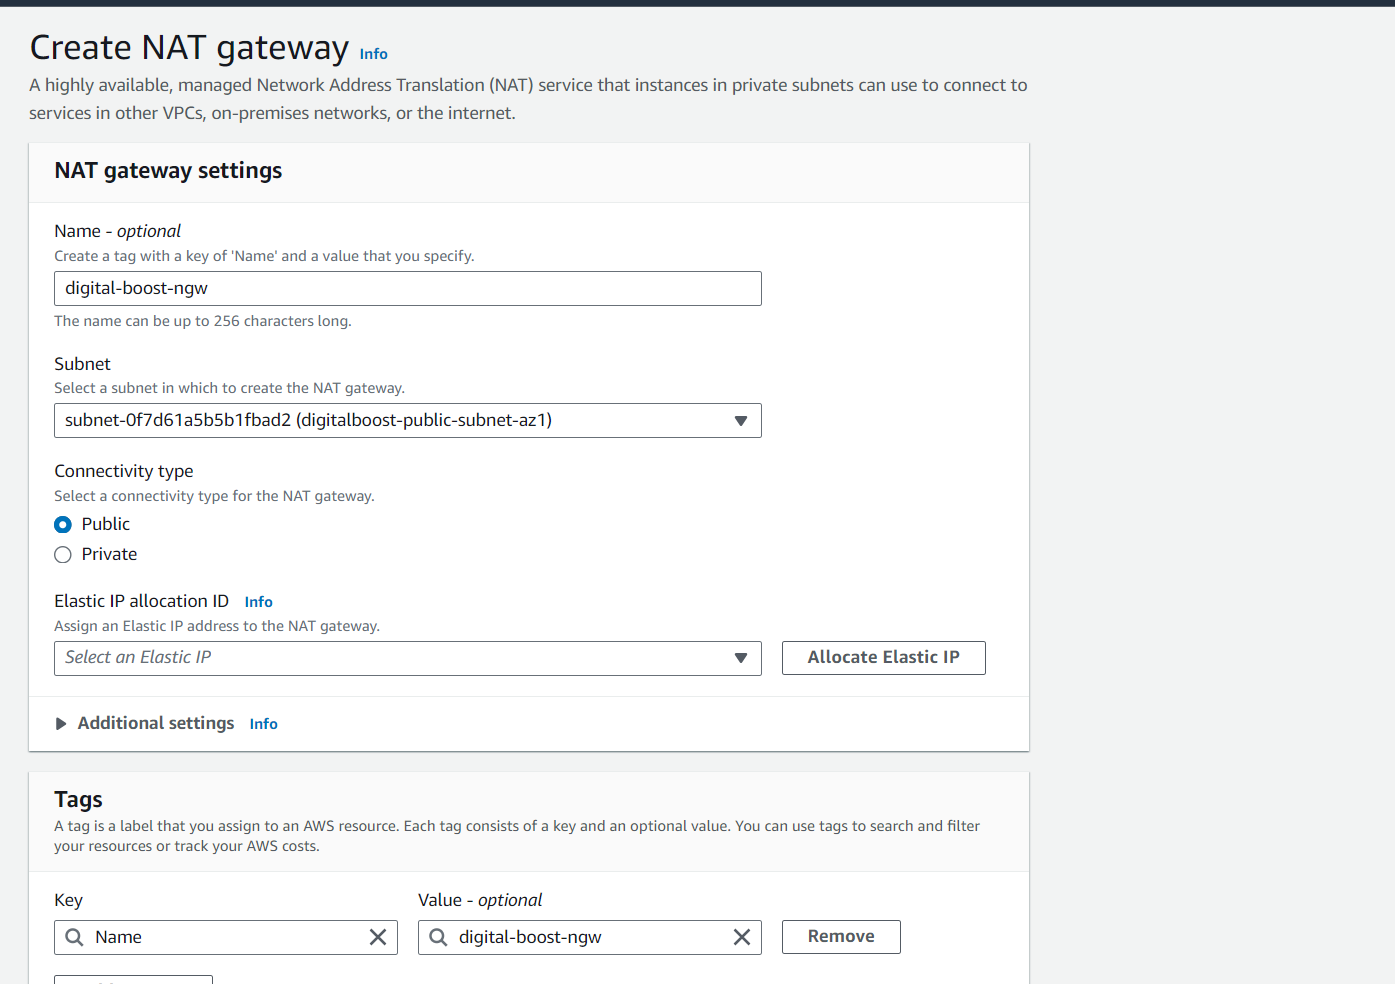 Create NAT gateway Info
A highly available, managed Network Address Translation (NAT) service that instances in private subnets can use to connect to
services in other VPCs, on-premises networks, or the internet.
NAT gateway settings
Name - optional
Create a tag with a key of 'Name' and a value that you specify.
digital-boost-ngw
The name can be up to 256 characters long.
Subnet
Select a subnet in which to create the NAT gateway.
subnet-0f7d61a5b5b1fbad2 (digitalboost-public-subnet-az1)
Connectivity type
Select a connectivity type for the NAT gateway.
Public
Private
Elastic IP allocation ID Info
Assign an Elastic IP address to the NAT gateway.
Select an Elastic IP
Allocate Elastic IP
Additional settings Info
Tags
A tag is a label that you assign to an AWS resource. Each tag consists of a key and an optional value. You can use tags to search and filter
your resources or track your AWS costs.
Key
Value - optional
Name
digital-boost-ngw
Remove